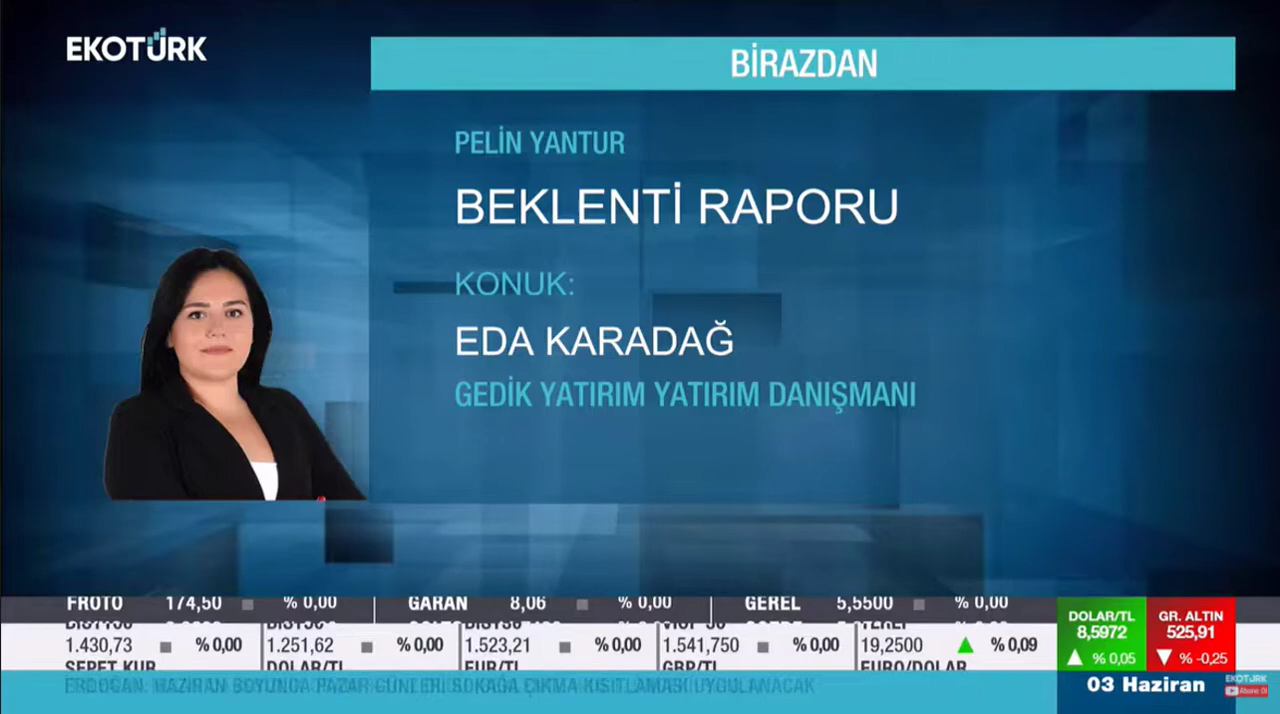 EKOTÜRK
BİRAZDAN
PELİN YANTUR
BEKLENTİ RAPORU
KONUK:
EDA KARADAĞ
GEDİK YATIRIM YATIRIM DANIŞMANI
FROTO 174,50 % 0,00 GARAN 8,06 % 0,00 GEREL 5,5500 % 0,00
1.430,73 % 0,00 1.251,62 % 0,00 1.523,21 % 0,00 1.541,750 % 0,00 19,2500 % 0,09
SEPET KUR DOLAR/TL EUR/TL GBP/TL EURO/DOLAR
DOLAR/TL
8,5972
% 0,05
GR. ALTIN
525,91
% -0,25
ERDOĞAN: HAZİRAN BOYUNCA PAZAR GÜNLERİ SOKAĞA ÇIKMA KISITLAMASI UYGULANACAK
03 Haziran
EKOTÜRK
Abone Ol